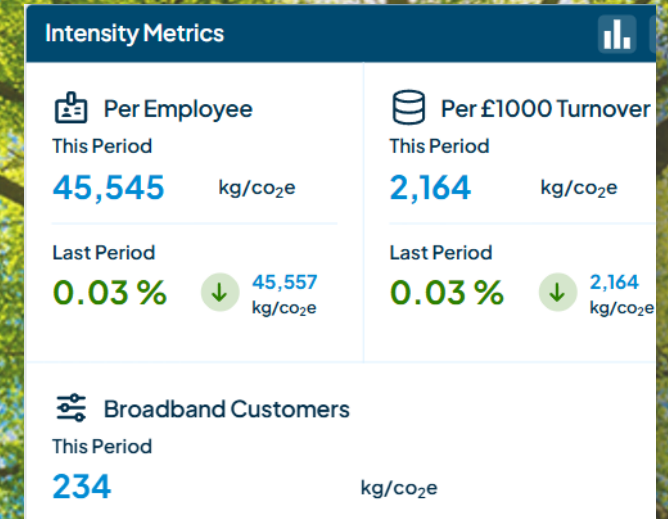 Intensity Metrics
Per Employee
This Period
45,545 kg/co₂e
Last Period
0.03 % 45,557
kg/co₂e
Per £1000 Turnover
This Period
2,164 kg/co₂e
Last Period
0.03 % 2,164
kg/co₂e
Broadband Customers
This Period
234 kg/co₂e